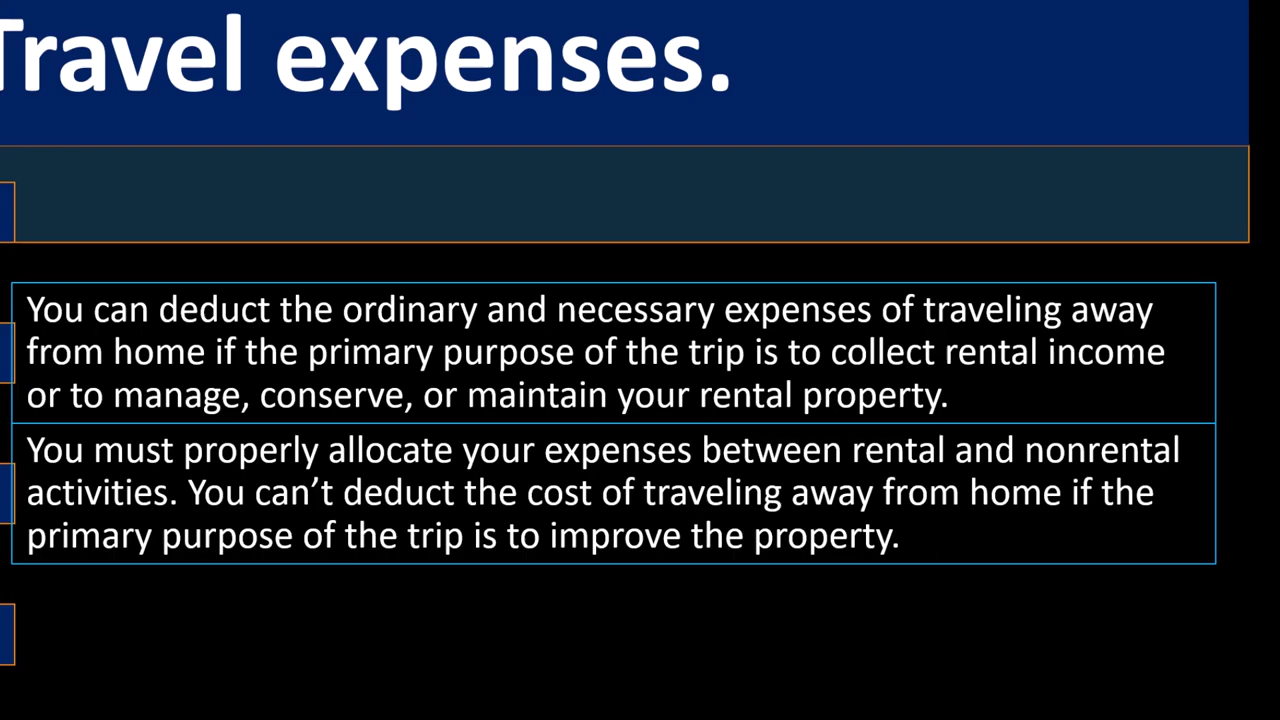 Travel expenses.
You can deduct the ordinary and necessary expenses of traveling away
from home if the primary purpose of the trip is to collect rental income
or to manage, conserve, or maintain your rental property.
You must properly allocate your expenses between rental and nonrental
activities. You can’t deduct the cost of traveling away from home if the
primary purpose of the trip is to improve the property.